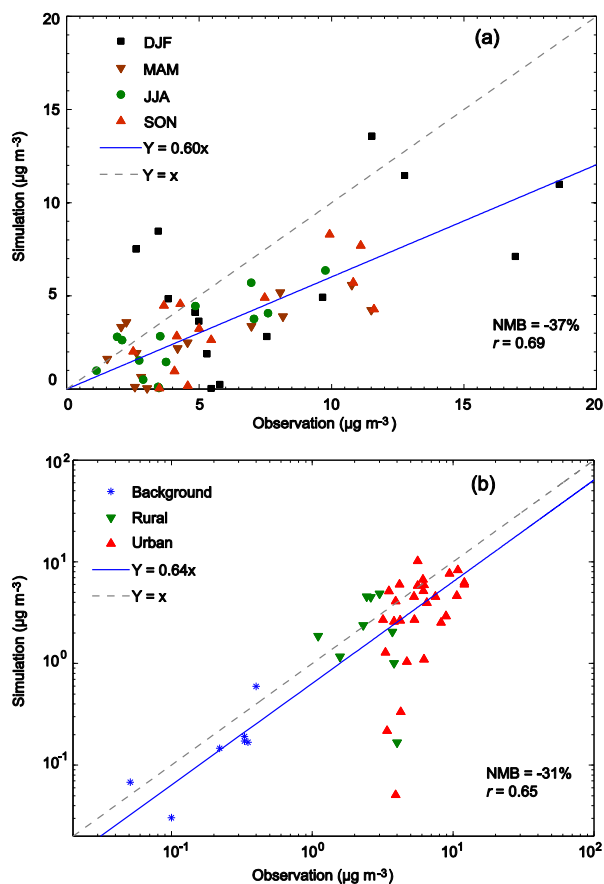 20
15
10
5
0
Simulation (µg m⁻³)
(a)
DJF
MAM
JJA
SON
Y = 0.60x
Y = x
NMB = -37%
r = 0.69
0
5
10
15
20
Observation (µg m⁻³)
10²
10¹
10⁰
10⁻¹
Simulation (µg m⁻³)
(b)
Background
Rural
Urban
Y = 0.64x
Y = x
NMB = -31%
r = 0.65
10⁻¹
10⁰
10¹
10²
Observation (µg m⁻³)